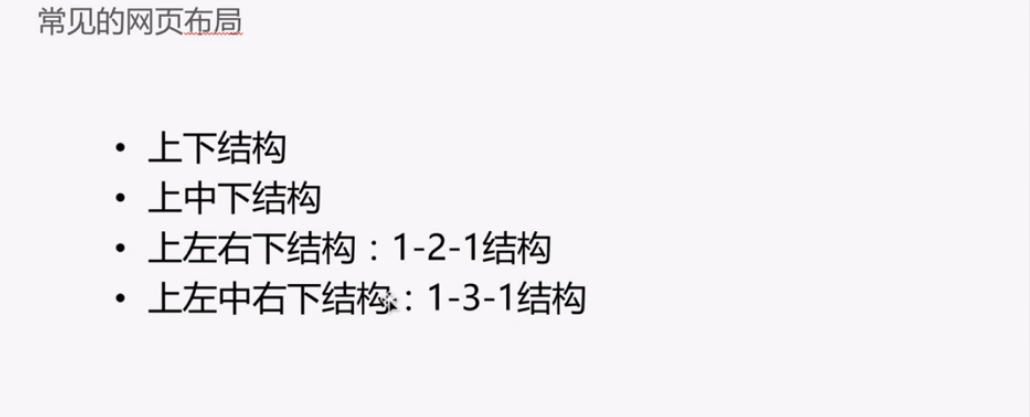 常见的网页布局
• 上下结构
• 上中下结构
• 上左右下结构：1-2-1结构
• 上左中右下结构：1-3-1结构